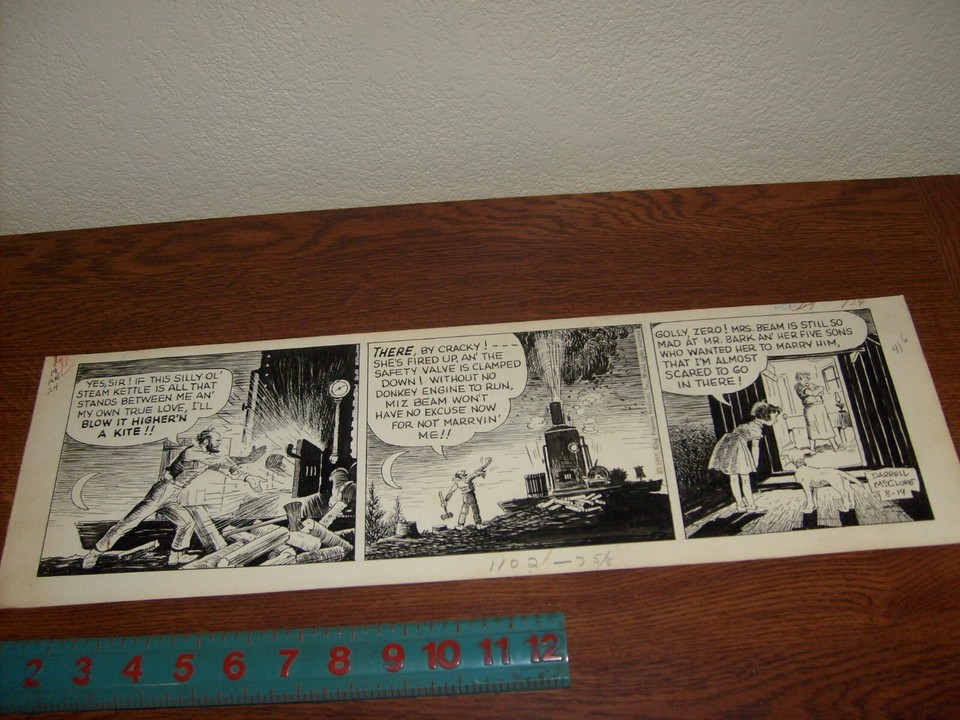 YES, SIR! IF THIS SILLY OL'
STEAM KETTLE IS ALL THAT
STANDS BETWEEN ME AN'
MY OWN TRUE LOVE, I'LL
BLOW IT HIGHER'N
A KITE!!
THERE, BY CRACKY! ----
SHE'S FIRED UP, AN' THE
SAFETY VALVE IS CLAMPED
DOWN! WITHOUT NO
DONKEY ENGINE TO RUN,
MIZ BEAM WON'T
HAVE NO EXCUSE NOW
FOR NOT MARRYIN'
ME!!
GOLLY, ZERO! MRS. BEAM IS STILL SO
MAD AT MR. BARK AN' HER FIVE SONS
WHO WANTED HER TO MARRY HIM,
THAT I'M ALMOST
SCARED TO GO
IN THERE!
DARRELL
McCLURE
8-19
416
24
1102 - 7 5/8
2 3 4 5 6 7 8 9 10 11 12